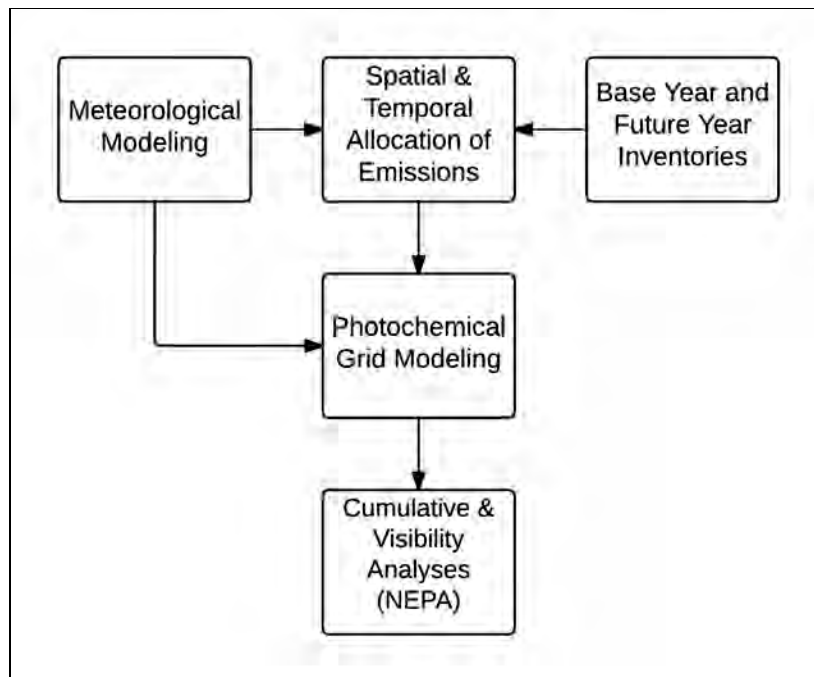 Meteorological
Modeling
Spatial &
Temporal
Allocation of
Emissions
Base Year and
Future Year
Inventories
Photochemical
Grid Modeling
Cumulative &
Visibility
Analyses
(NEPA)